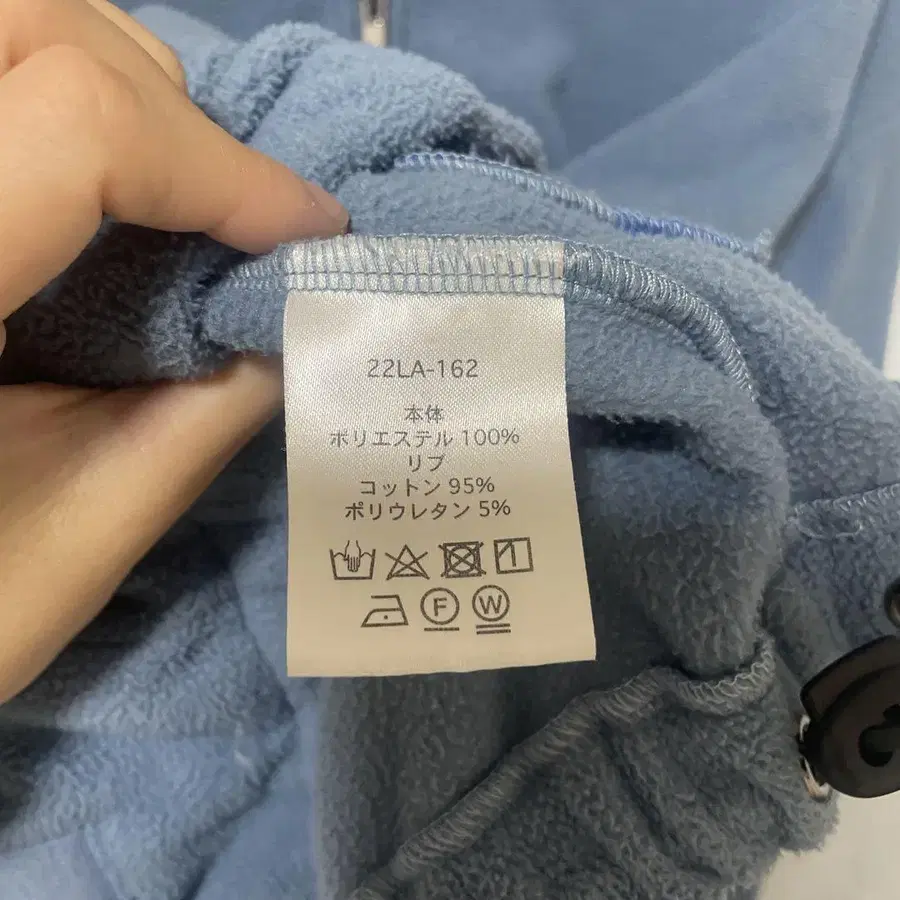 22LA-162
本体
ポリエステル 100%
リブ
コットン 95%
ポリウレタン 5%
F W